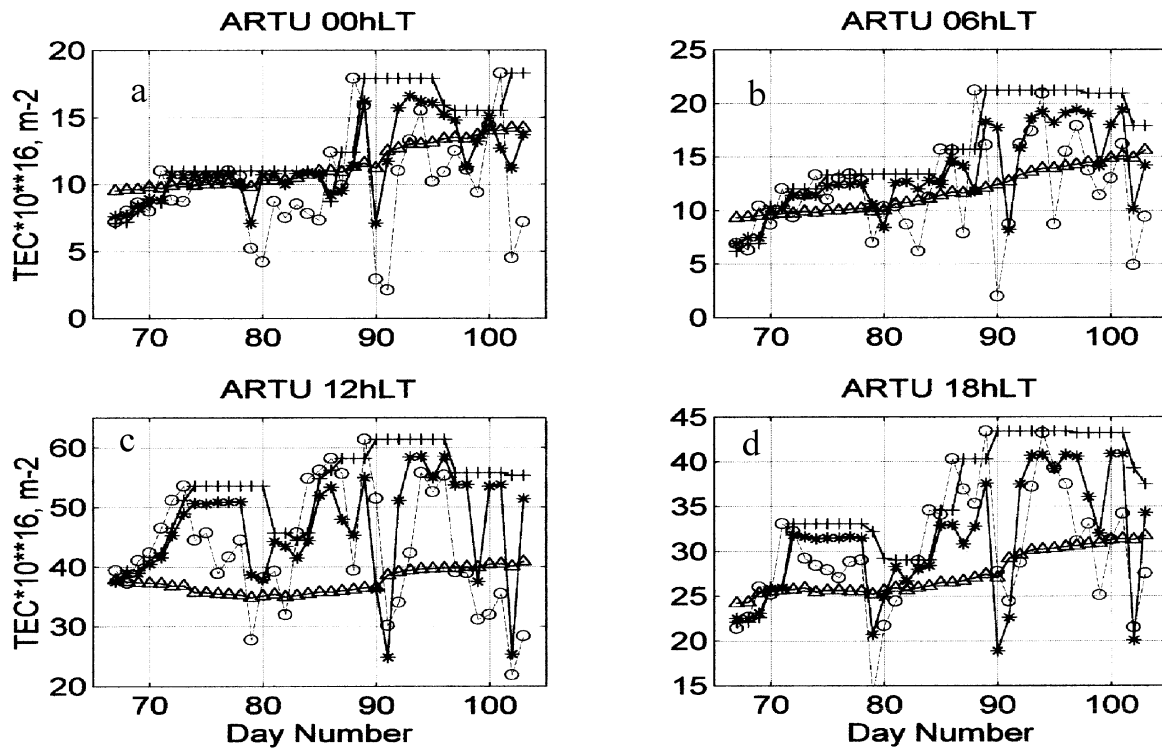 ARTU 00hLT
a
TEC*10**16, m-2
20
15
10
5
0
70 80 90 100
ARTU 06hLT
b
25
20
15
10
5
0
70 80 90 100
ARTU 12hLT
c
TEC*10**16, m-2
60
50
40
30
20
70 80 90 100
Day Number
ARTU 18hLT
d
45
40
35
30
25
20
15
70 80 90 100
Day Number